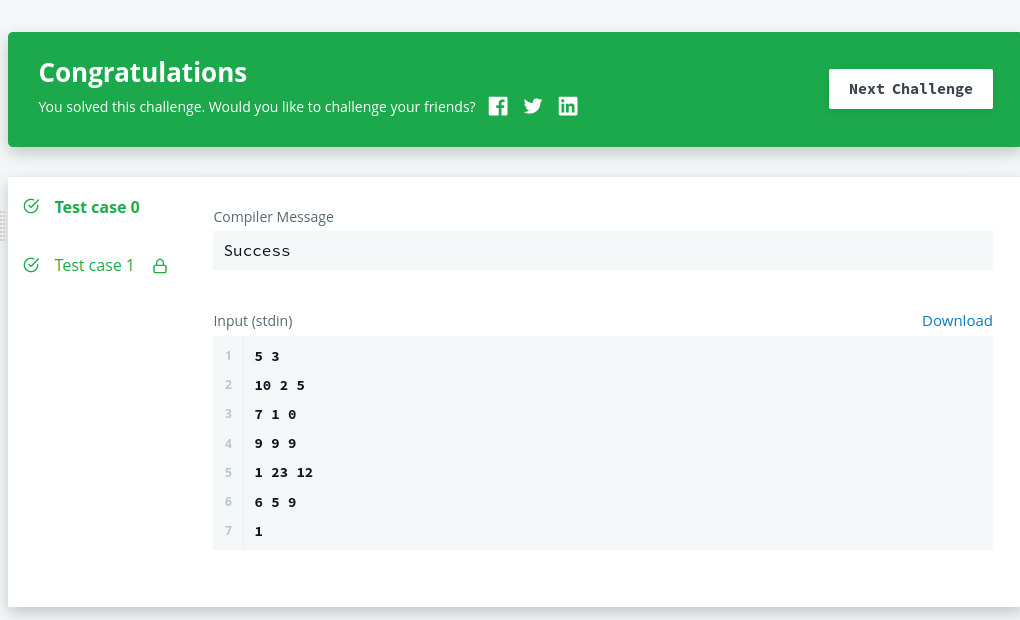 Congratulations
You solved this challenge. Would you like to challenge your friends?
Next Challenge
Test case 0
Test case 1
Compiler Message
Success
Input (stdin)
Download
1 5 3
2 10 2 5
3 7 1 0
4 9 9 9
5 1 23 12
6 6 5 9
7 1